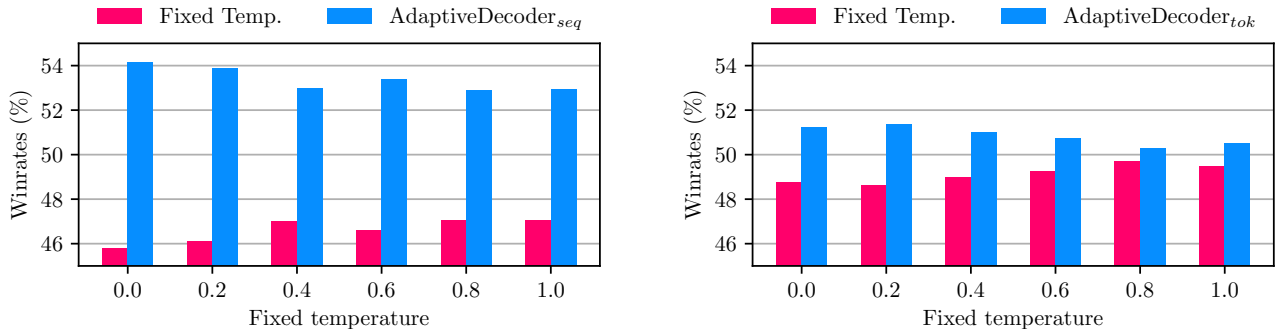 Fixed Temp. AdaptiveDecoder_seq
Winrates (%)
54
52
50
48
46
0.0 0.2 0.4 0.6 0.8 1.0
Fixed temperature
Fixed Temp. AdaptiveDecoder_tok
Winrates (%)
54
52
50
48
46
0.0 0.2 0.4 0.6 0.8 1.0
Fixed temperature